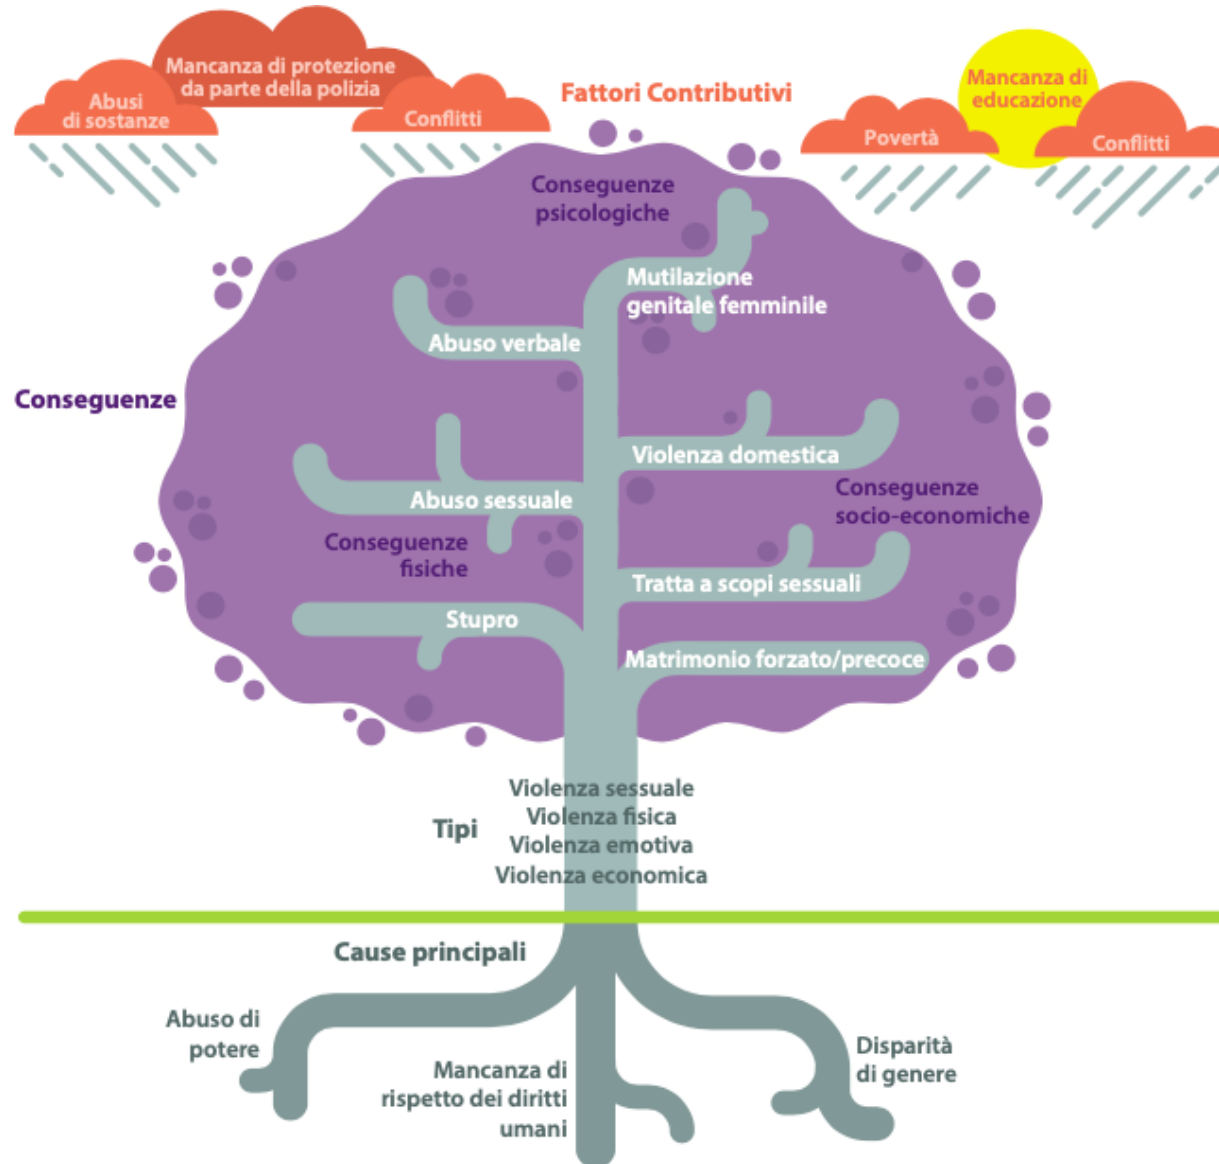 Mancanza di protezione
da parte della polizia
Abusi
di sostanze
Conflitti
Fattori Contributivi
Mancanza di
educazione
Povertà
Conflitti
Conseguenze
psicologiche
Mutilazione
genitale femminile
Abuso verbale
Conseguenze
Violenza domestica
Abuso sessuale
Conseguenze
socio-economiche
Conseguenze
fisiche
Tratta a scopi sessuali
Stupro
Matrimonio forzato/precoce
Tipi
Violenza sessuale
Violenza fisica
Violenza emotiva
Violenza economica
Cause principali
Abuso di
potere
Mancanza di
rispetto dei diritti
umani
Disparità
di genere